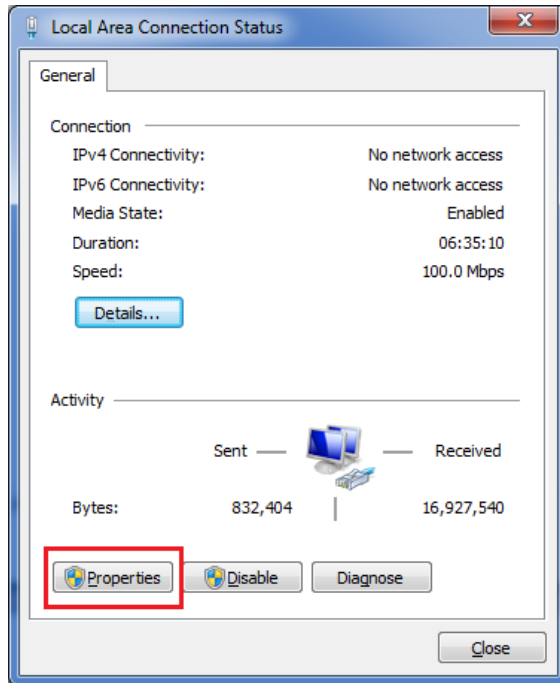 Local Area Connection Status
General
Connection
IPv4 Connectivity: No network access
IPv6 Connectivity: No network access
Media State: Enabled
Duration: 06:35:10
Speed: 100.0 Mbps
Details...
Activity
Sent Received
Bytes: 832,404 16,927,540
Properties Disable Diagnose
Close